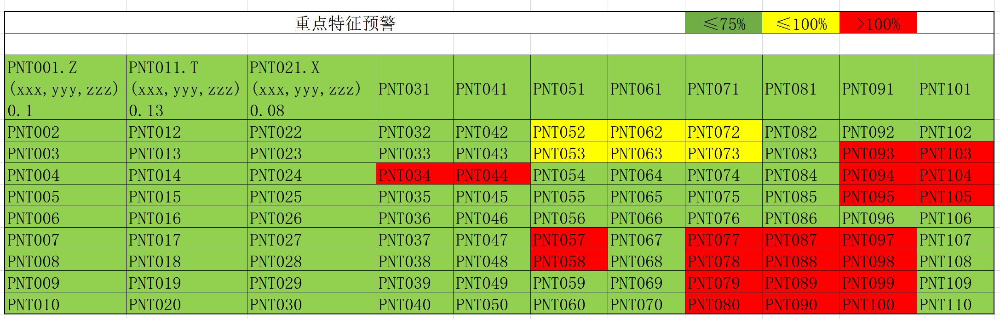 重点特征预警 ≤75% ≤100% >100%
PNT001.Z
(xxx,yyy,zzz)
0.1
PNT011.T
(xxx,yyy,zzz)
0.13
PNT021.X
(xxx,yyy,zzz)
0.08
PNT031 PNT041 PNT051 PNT061 PNT071 PNT081 PNT091 PNT101
PNT002 PNT012 PNT022 PNT032 PNT042 PNT052 PNT062 PNT072 PNT082 PNT092 PNT102
PNT003 PNT013 PNT023 PNT033 PNT043 PNT053 PNT063 PNT073 PNT083 PNT093 PNT103
PNT004 PNT014 PNT024 PNT034 PNT044 PNT054 PNT064 PNT074 PNT084 PNT094 PNT104
PNT005 PNT015 PNT025 PNT035 PNT045 PNT055 PNT065 PNT075 PNT085 PNT095 PNT105
PNT006 PNT016 PNT026 PNT036 PNT046 PNT056 PNT066 PNT076 PNT086 PNT096 PNT106
PNT007 PNT017 PNT027 PNT037 PNT047 PNT057 PNT067 PNT077 PNT087 PNT097 PNT107
PNT008 PNT018 PNT028 PNT038 PNT048 PNT058 PNT068 PNT078 PNT088 PNT098 PNT108
PNT009 PNT019 PNT029 PNT039 PNT049 PNT059 PNT069 PNT079 PNT089 PNT099 PNT109
PNT010 PNT020 PNT030 PNT040 PNT050 PNT060 PNT070 PNT080 PNT090 PNT100 PNT110